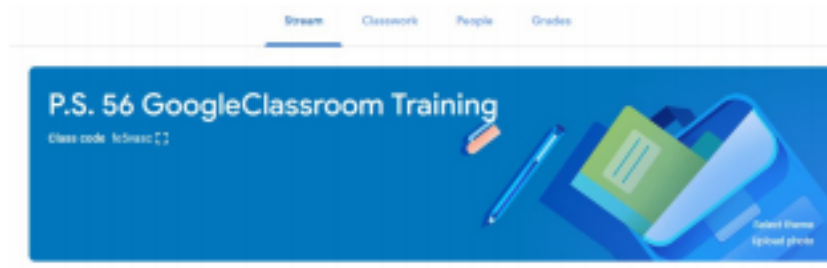 Stream Classwork People Grades
P.S. 56 GoogleClassroom Training
Class code
Select theme
Upload photo